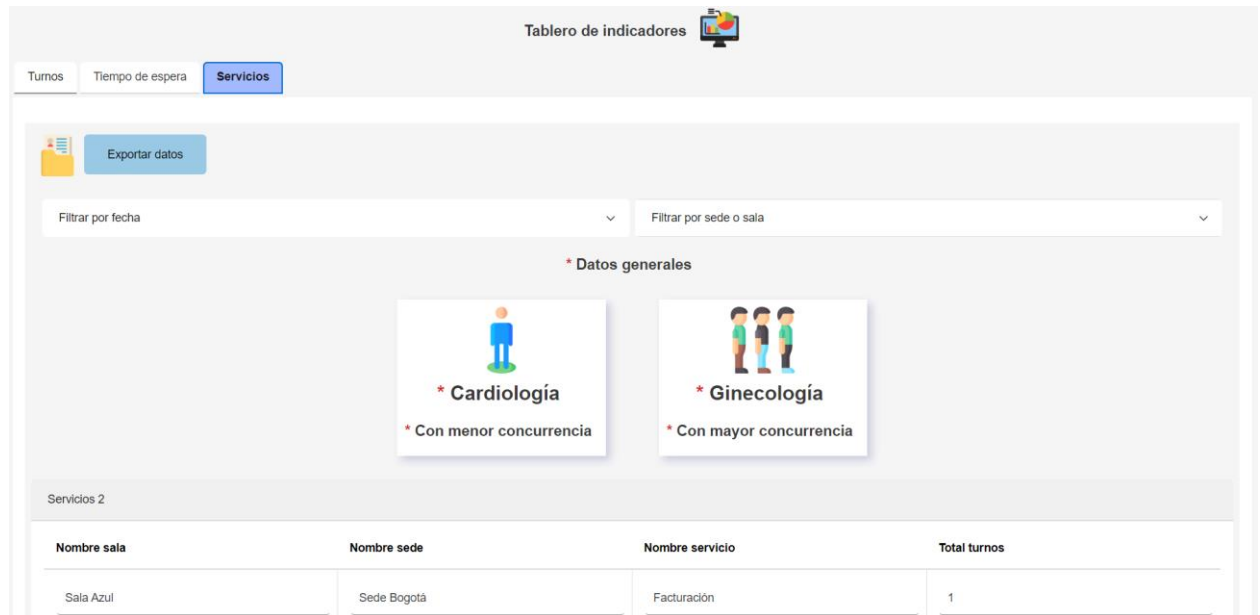 Tablero de indicadores
Turnos Tiempo de espera Servicios
Exportar datos
Filtrar por fecha Filtrar por sede o sala
* Datos generales
* Cardiología
* Con menor concurrencia
* Ginecología
* Con mayor concurrencia
Servicios 2
Nombre sala Nombre sede Nombre servicio Total turnos
Sala Azul Sede Bogotá Facturación 1